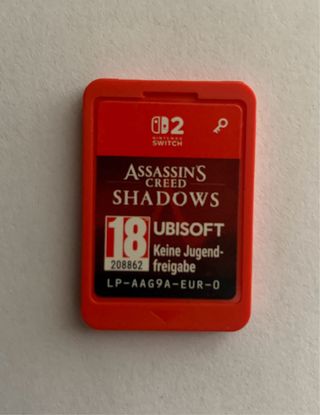 2
NINTENDO
SWITCH
ASSASSIN'S
CREED
SHADOWS
18
208862
UBISOFT
Keine Jugend-
freigabe
LP-AAG9A-EUR-0